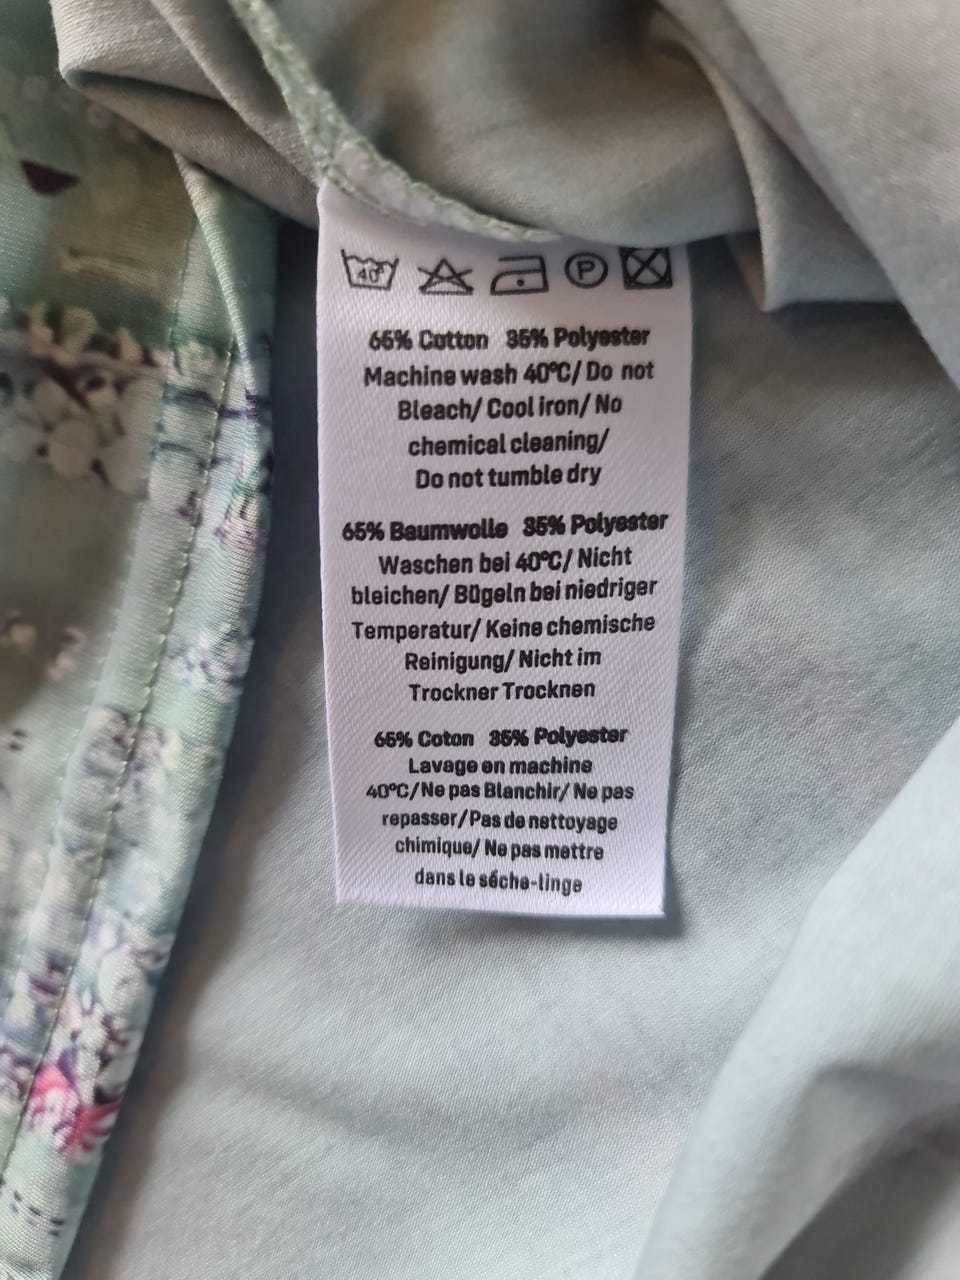 40°
P
65% Cotton 35% Polyester
Machine wash 40°C/ Do not
Bleach/ Cool iron/ No
chemical cleaning/
Do not tumble dry
65% Baumwolle 35% Polyester
Waschen bei 40°C/ Nicht
bleichen/ Bügeln bei niedriger
Temperatur/ Keine chemische
Reinigung/ Nicht im
Trockner Trocknen
65% Coton 35% Polyester
Lavage en machine
40°C/Ne pas Blanchir/ Ne pas
repasser/Pas de nettoyage
chimique/ Ne pas mettre
dans le séche-linge